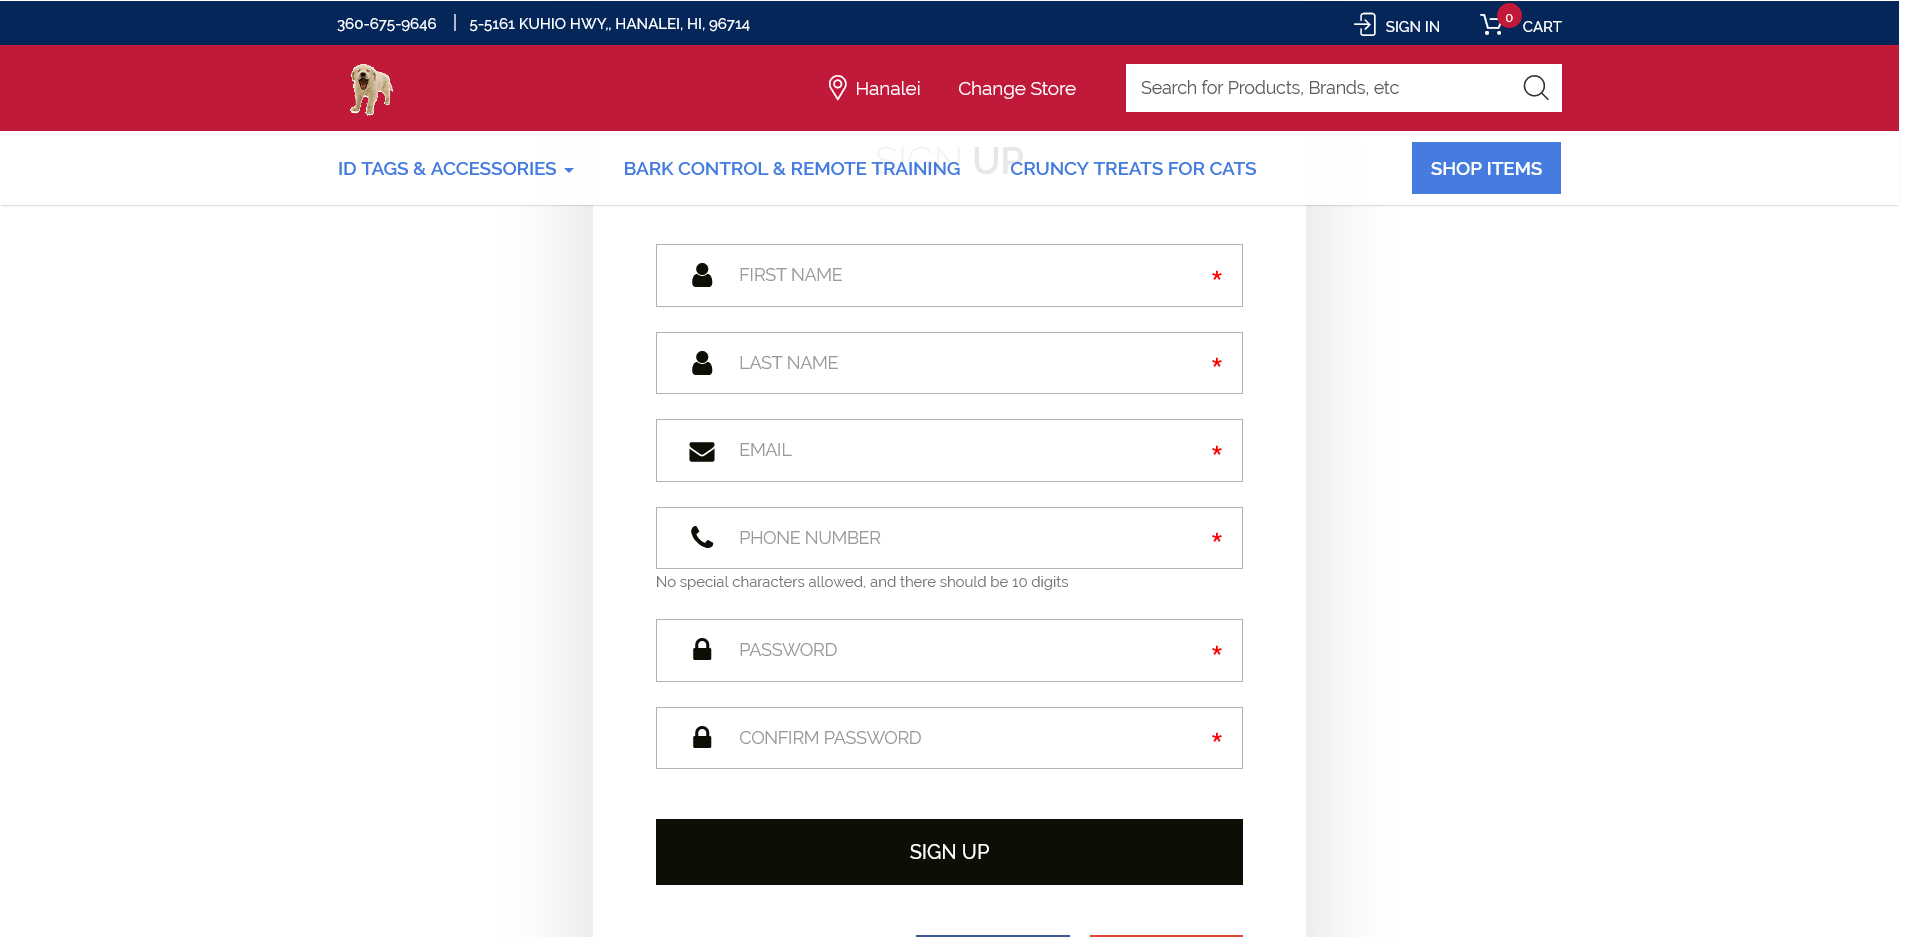 360-675-9646 | 5-5161 KUHIO HWY,, HANALEI, HI, 96714
SIGN IN
0
CART
Hanalei
Change Store
Search for Products, Brands, etc
SIGN UP
ID TAGS & ACCESSORIES
BARK CONTROL & REMOTE TRAINING
CRUNCY TREATS FOR CATS
SHOP ITEMS
FIRST NAME *
LAST NAME *
EMAIL *
PHONE NUMBER *
No special characters allowed, and there should be 10 digits
PASSWORD *
CONFIRM PASSWORD *
SIGN UP